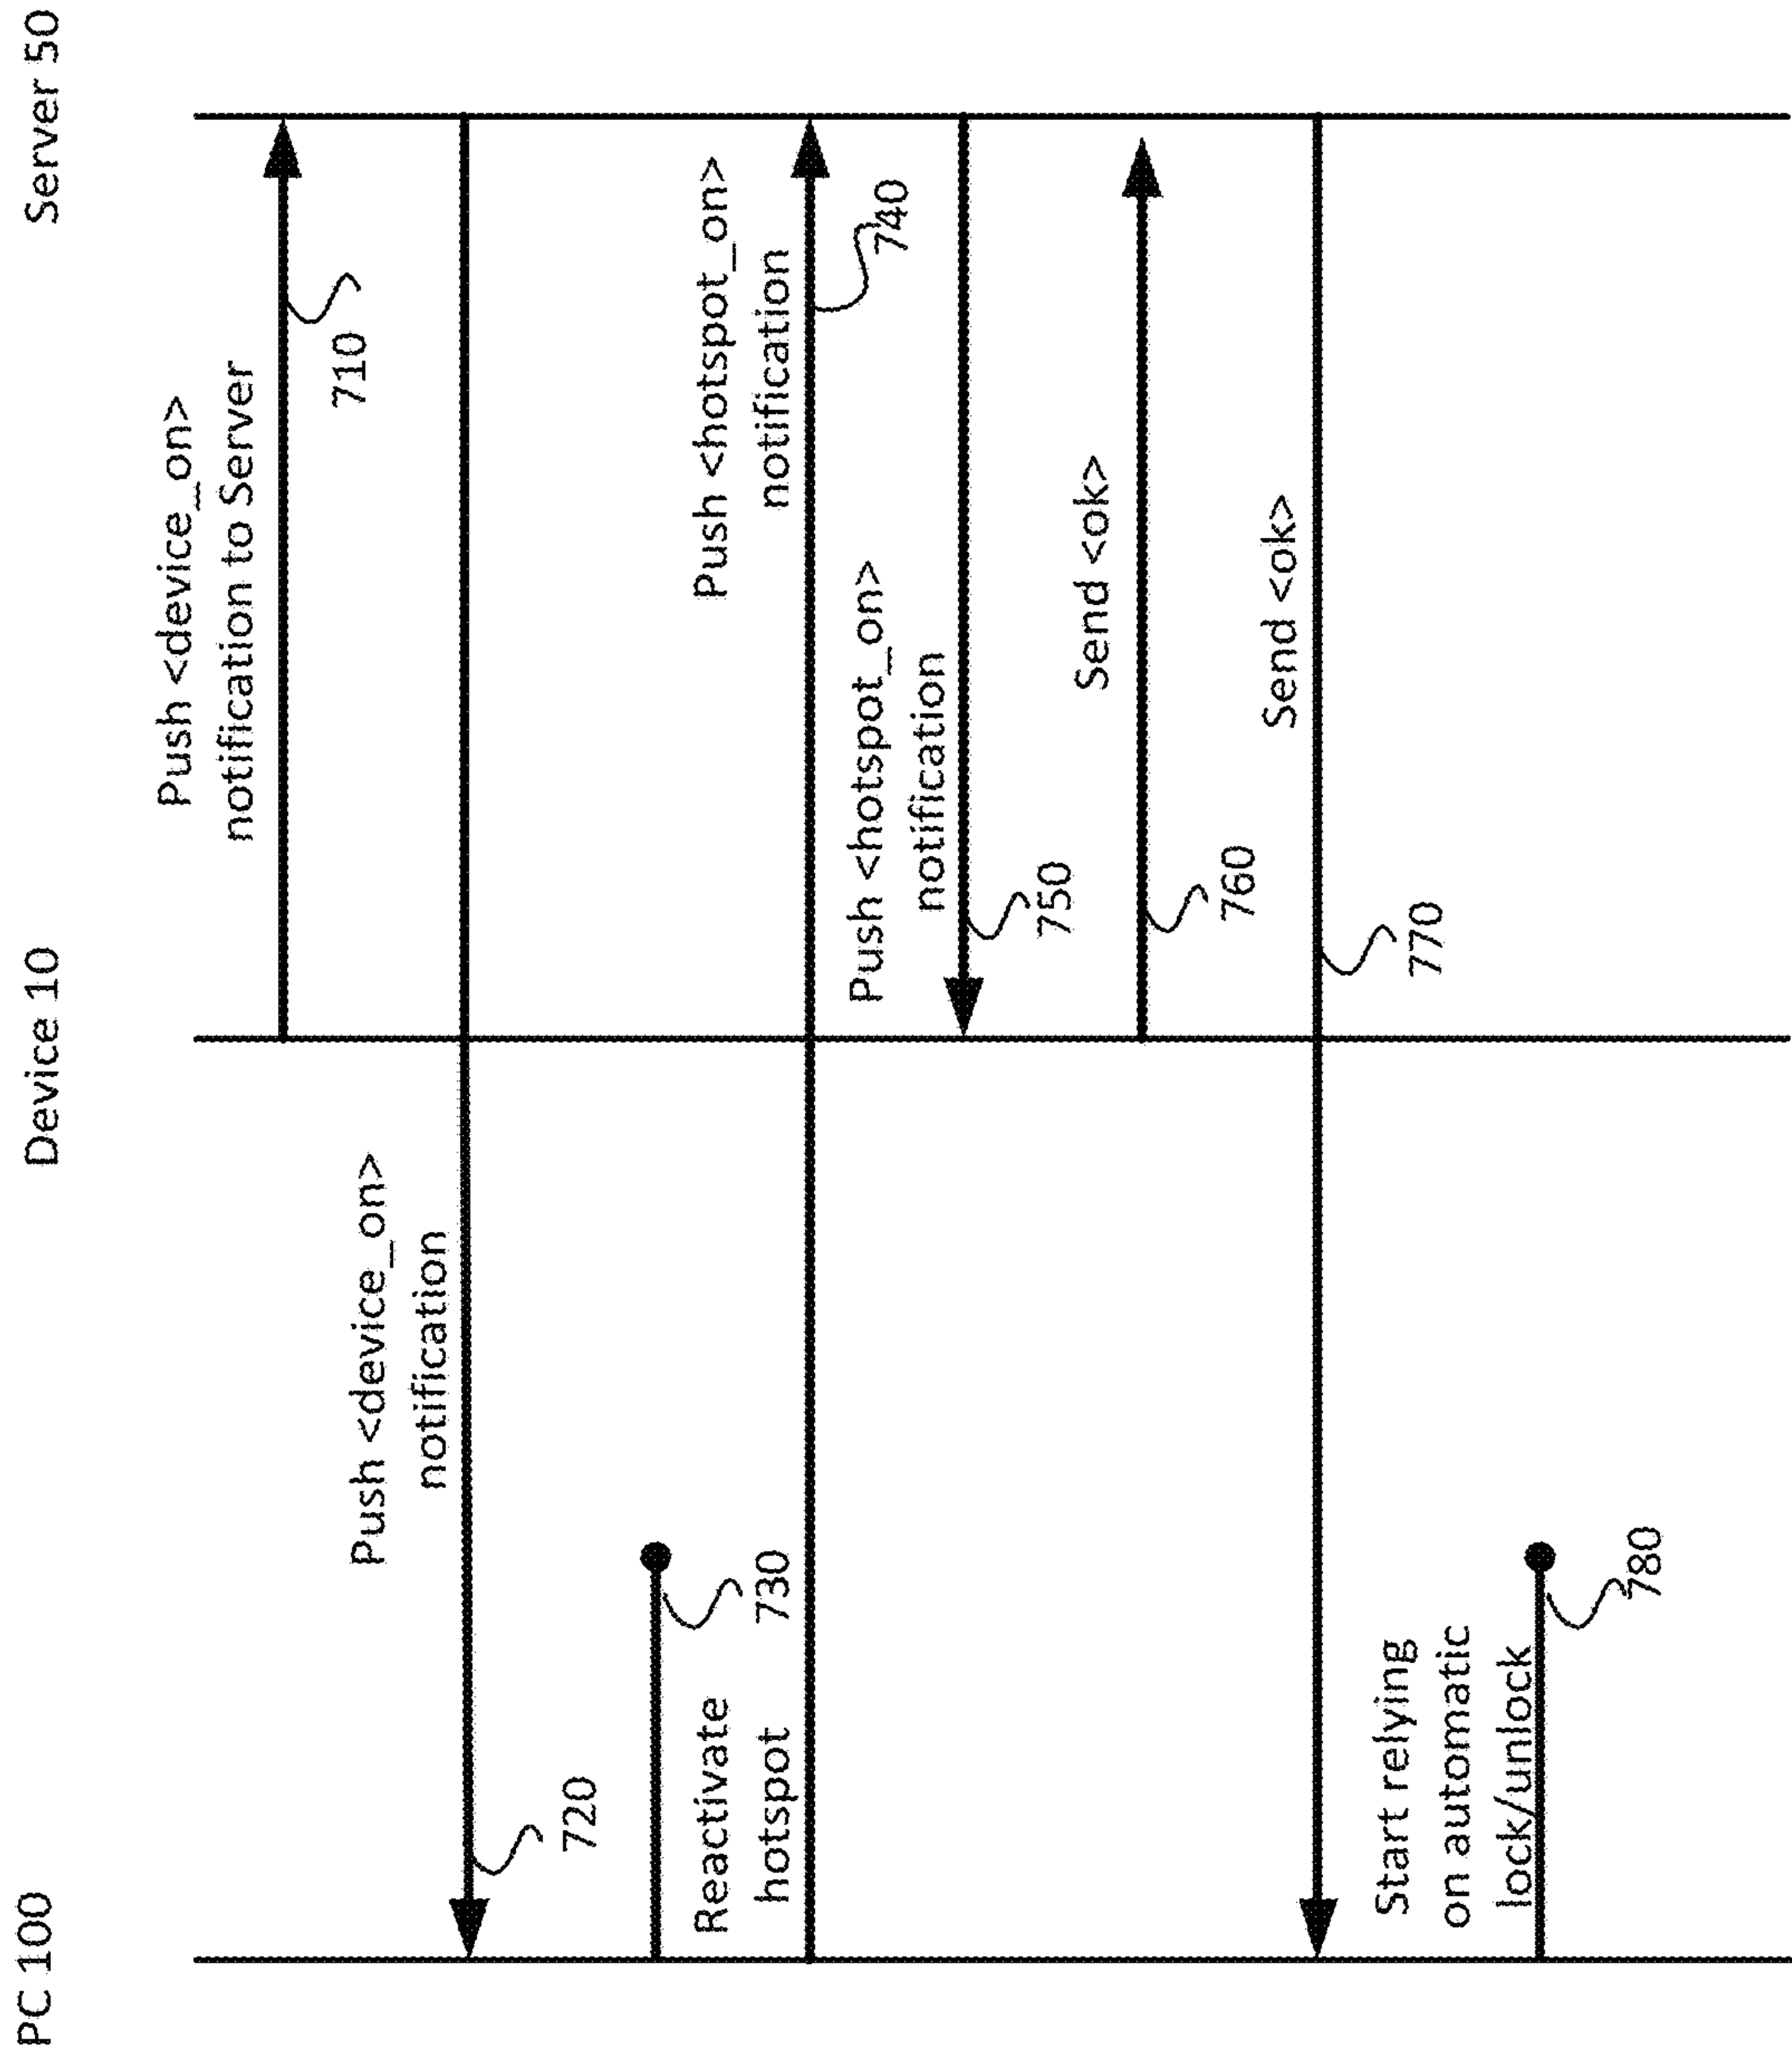 PC 100
Device 10
Server 50
Push <device_on>
notification to Server
710
Push <device_on>
notification
720
730
Reactivate
hotspot
Push <hotspot_on>
notification
740
Push <hotspot_on>
notification
750
Send <ok>
760
Send <ok>
770
Start relying
on automatic
lock/unlock
780